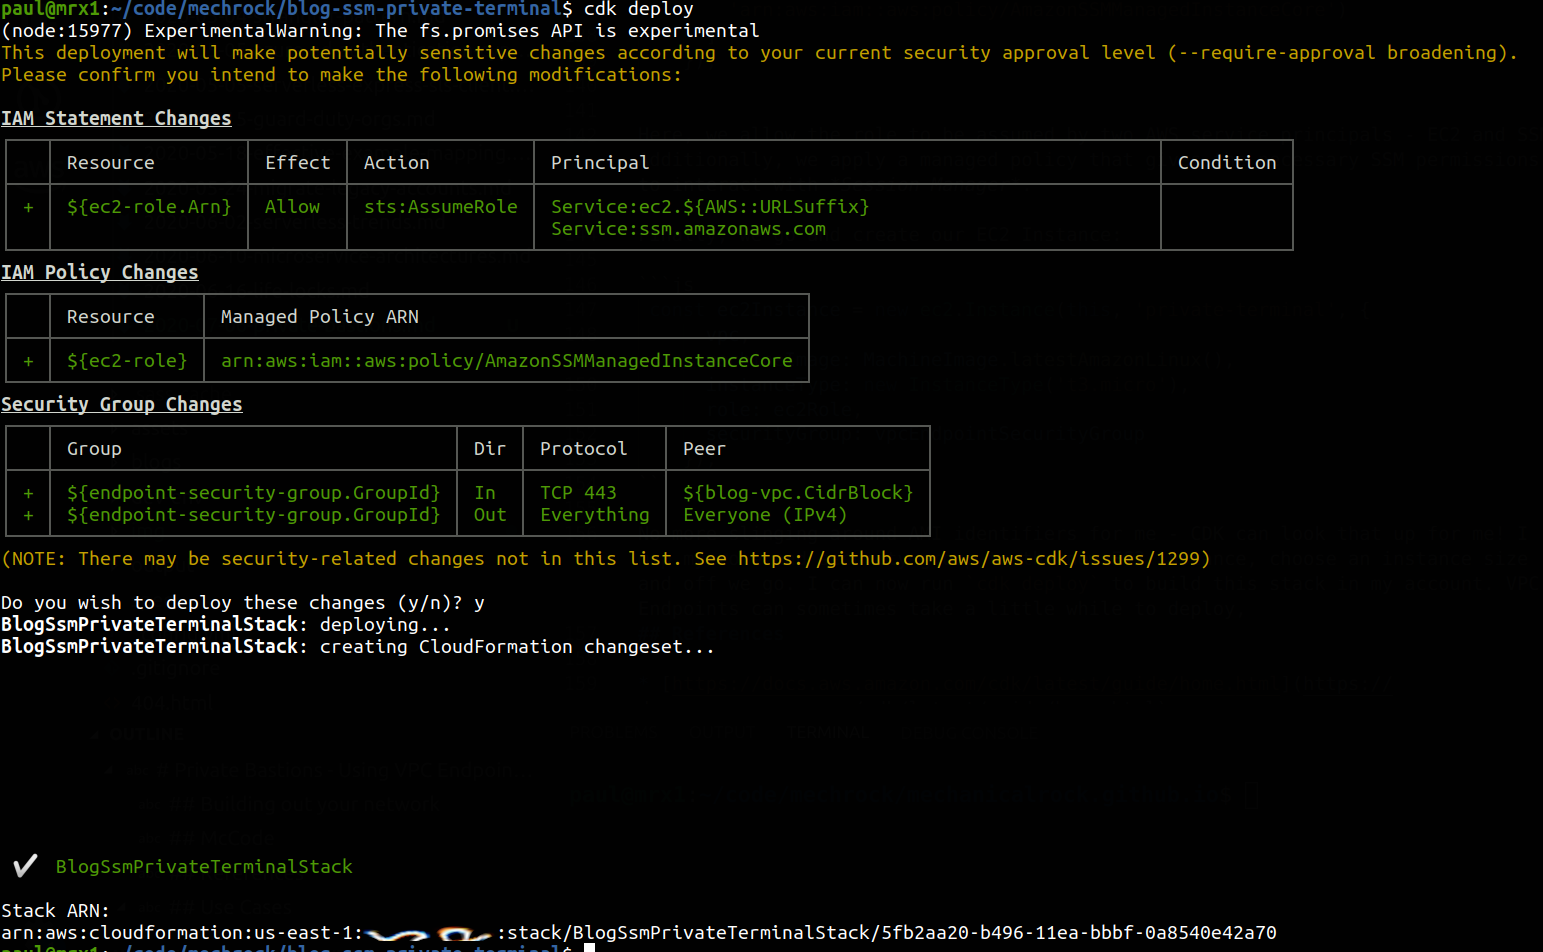 paul@mrx1:~/code/mechrock/blog-ssm-private-terminal$ cdk deploy
(node:15977) ExperimentalWarning: The fs.promises API is experimental
This deployment will make potentially sensitive changes according to your current security approval level (--require-approval broadening).
Please confirm you intend to make the following modifications:
IAM Statement Changes
Resource Effect Action Principal Condition
+ ${ec2-role.Arn} Allow sts:AssumeRole Service:ec2.${AWS::URLSuffix}
Service:ssm.amazonaws.com
IAM Policy Changes
Resource Managed Policy ARN
+ ${ec2-role} arn:aws:iam::aws:policy/AmazonSSMManagedInstanceCore
Security Group Changes
Group Dir Protocol Peer
+ ${endpoint-security-group.GroupId} In TCP 443 ${blog-vpc.CidrBlock}
+ ${endpoint-security-group.GroupId} Out Everything Everyone (IPv4)
(NOTE: There may be security-related changes not in this list. See https://github.com/aws/aws-cdk/issues/1299)
Do you wish to deploy these changes (y/n)? y
BlogSsmPrivateTerminalStack: deploying...
BlogSsmPrivateTerminalStack: creating CloudFormation changeset...
✔ BlogSsmPrivateTerminalStack
Stack ARN:
arn:aws:cloudformation:us-east-1: :stack/BlogSsmPrivateTerminalStack/5fb2aa20-b496-11ea-bbbf-0a8540e42a70
paul@mrx1:~/code/mechrock/blog-ssm-private-terminal$